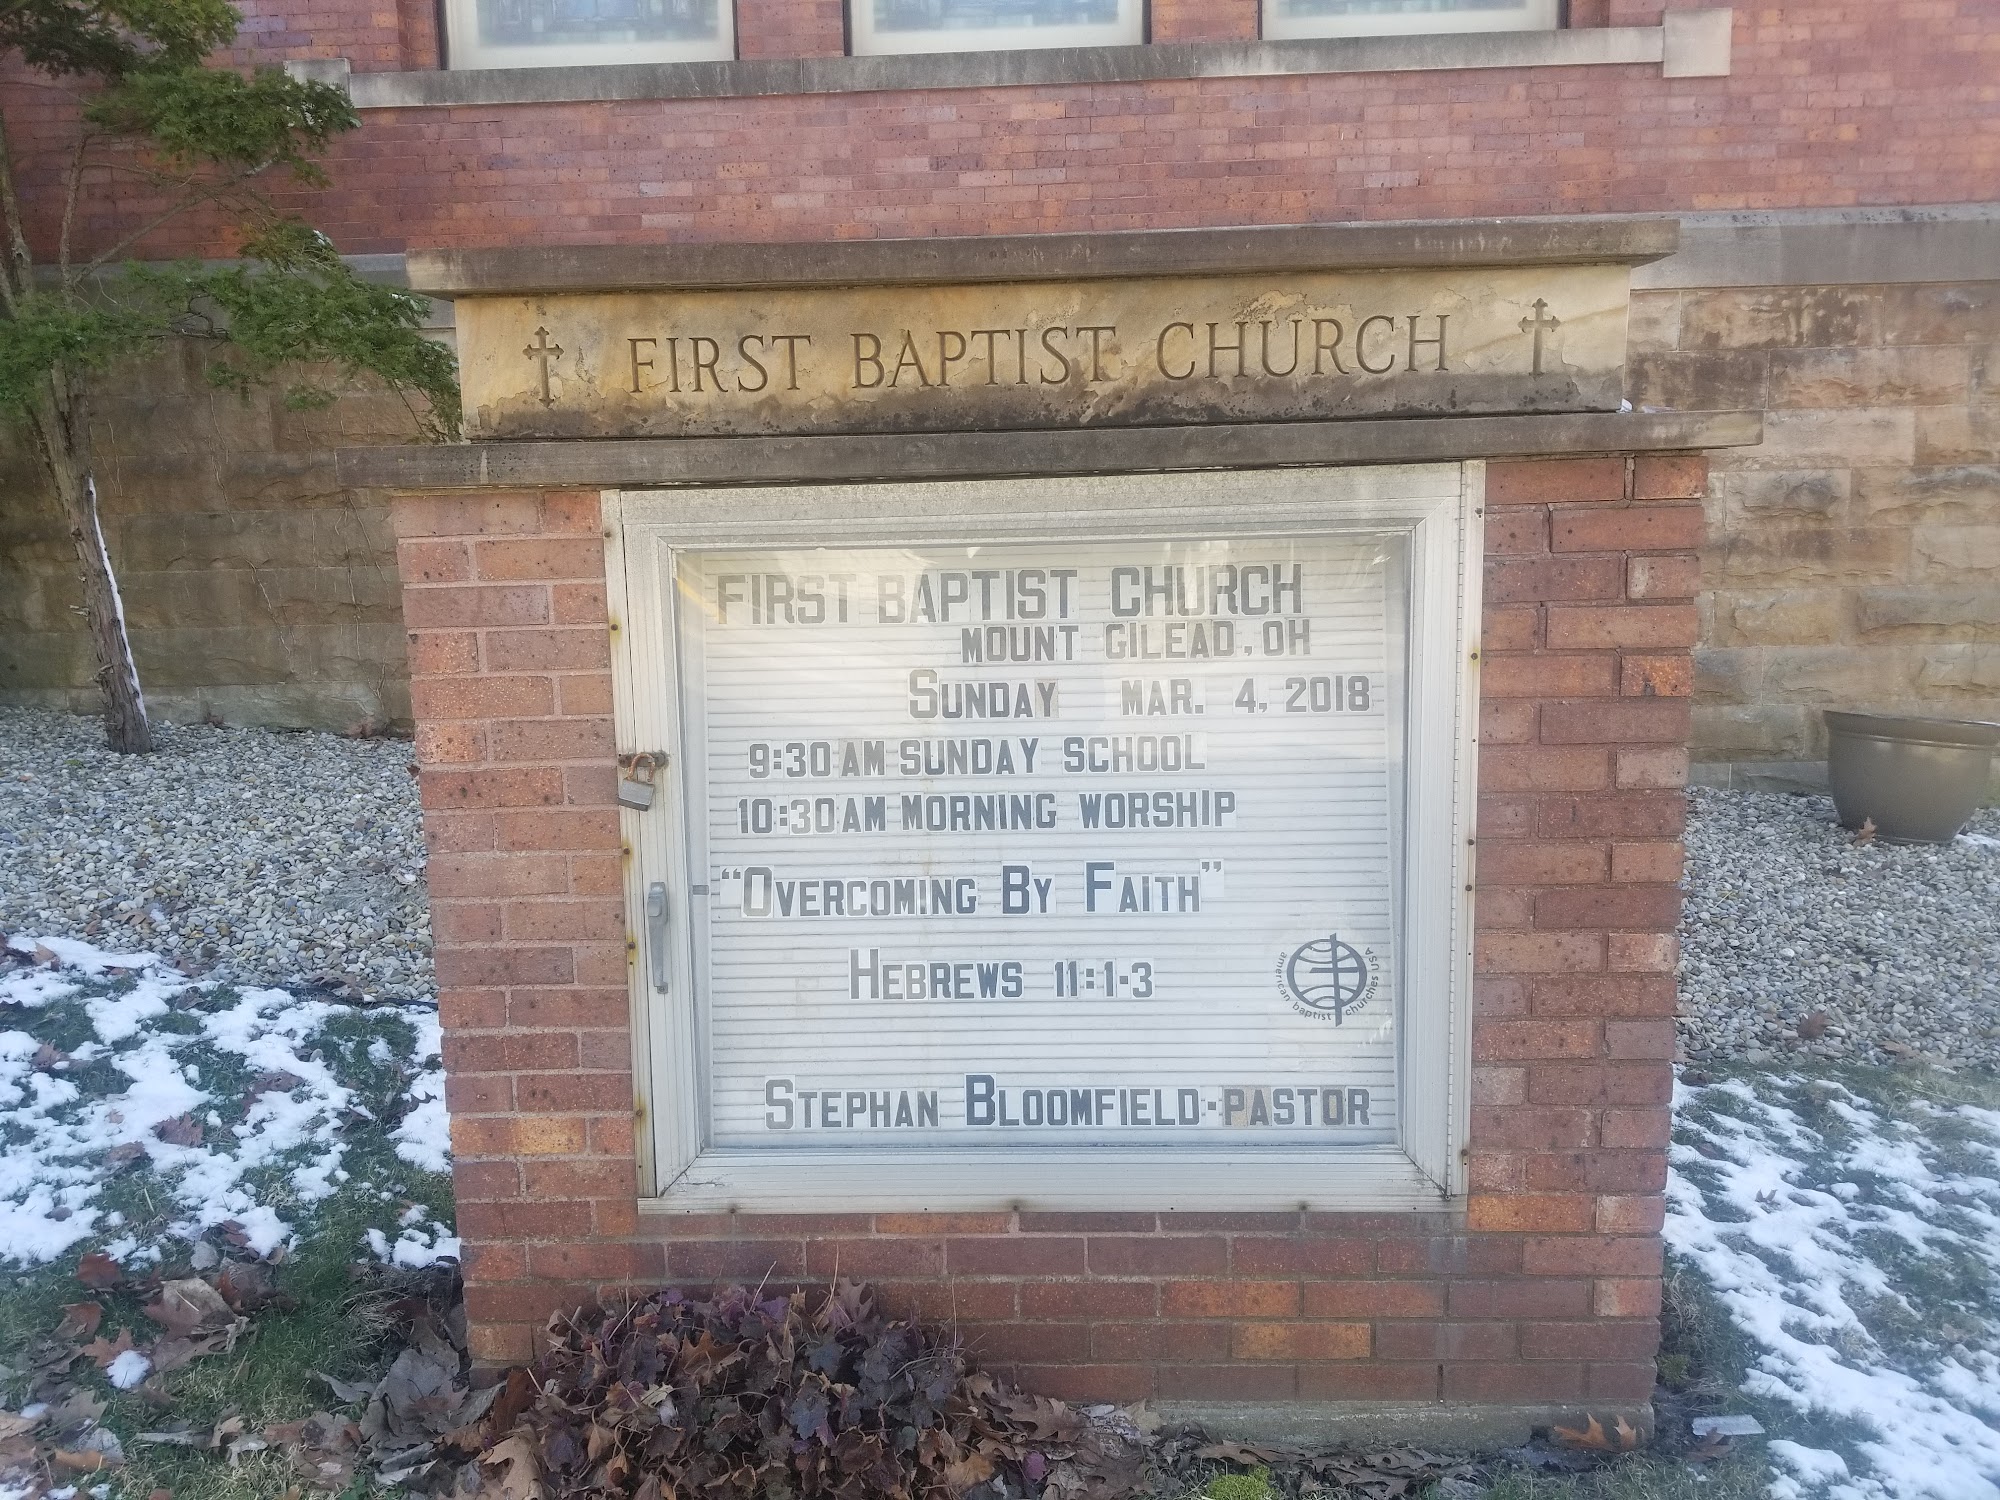 FIRST BAPTIST CHURCH
FIRST BAPTIST CHURCH
MOUNT GILEAD, OH
SUNDAY MAR. 4, 2018
9:30 AM SUNDAY SCHOOL
10:30 AM MORNING WORSHIP
"OVERCOMING BY FAITH"
HEBREWS 11:1-3
american baptist churches USA
STEPHAN BLOOMFIELD-PASTOR